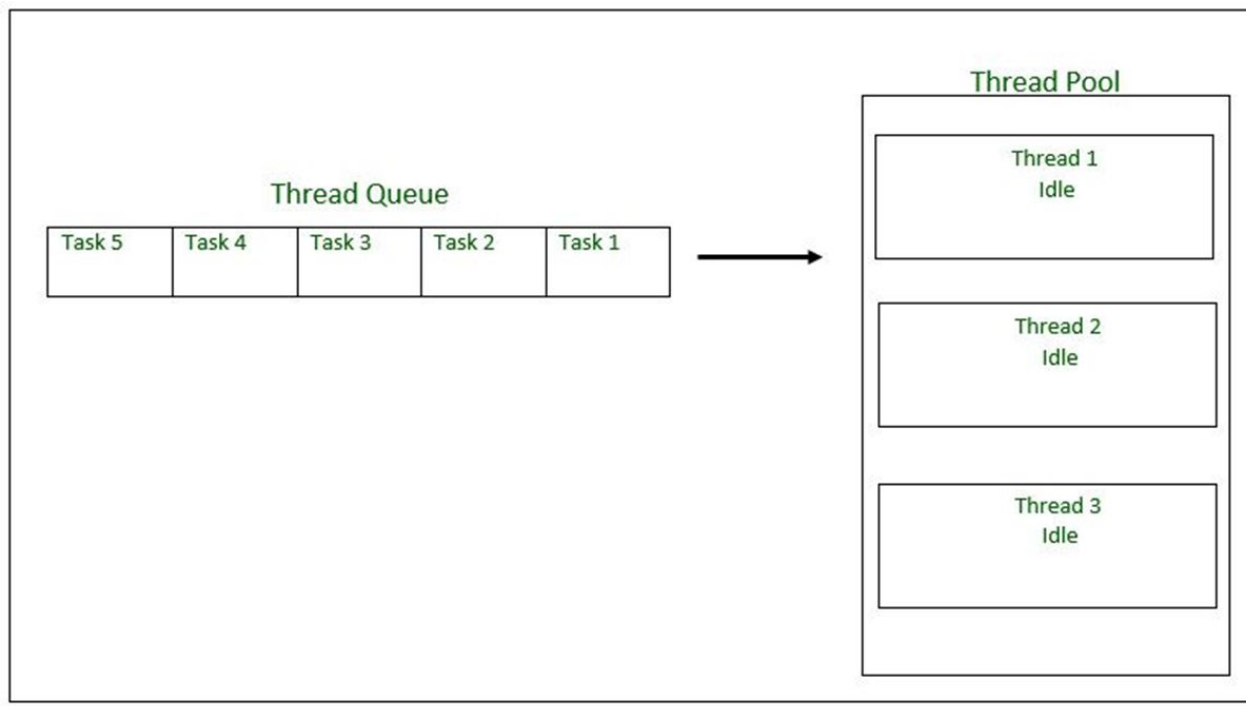 Thread Pool
Thread 1
Idle
Thread Queue
Task 5 Task 4 Task 3 Task 2 Task 1
Thread 2
Idle
Thread 3
Idle